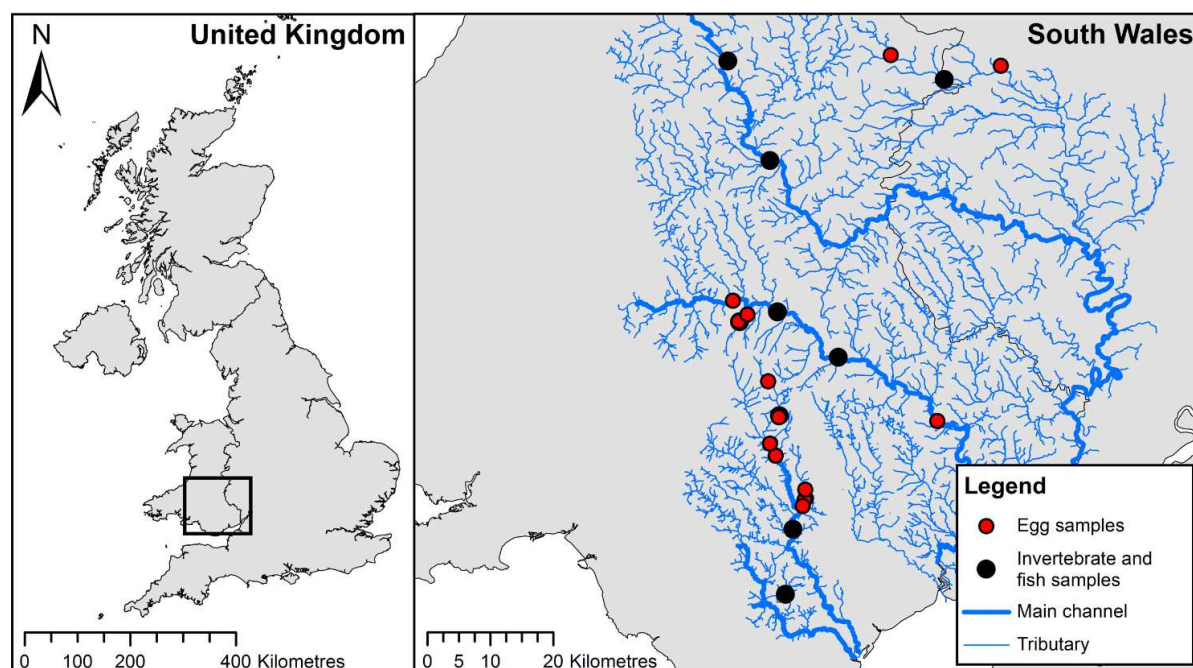 United Kingdom
N
0 100 200 400 Kilometres
South Wales
0 5 10 20 Kilometres
Legend
Egg samples
Invertebrate and
fish samples
Main channel
Tributary